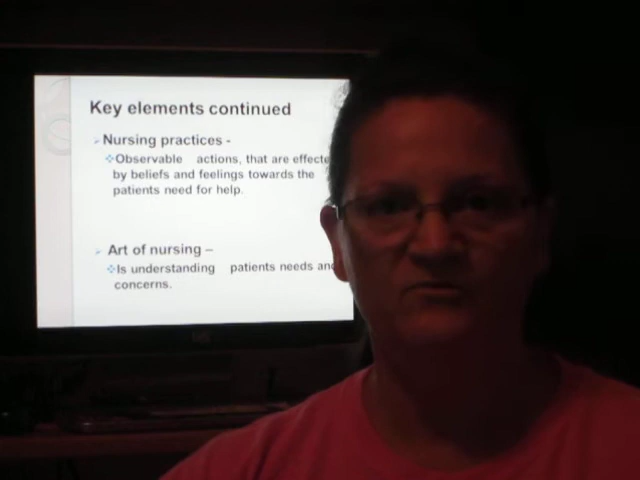 Key elements continued
Nursing practices -
Observable actions, that are effecte
by beliefs and feelings towards the
patients need for help.
Art of nursing –
Is understanding patients needs and
concerns.